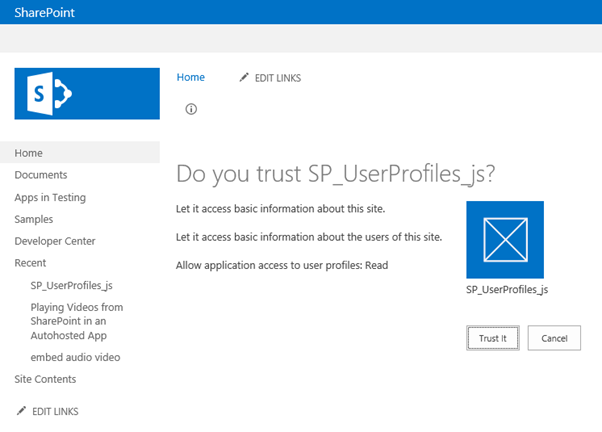 SharePoint
S
Home
EDIT LINKS
Home
Documents
Apps in Testing
Samples
Developer Center
Recent
SP_UserProfiles_js
Playing Videos from
SharePoint in an
Autohosted App
embed audio video
Site Contents
EDIT LINKS
Do you trust SP_UserProfiles_js?
Let it access basic information about this site.
Let it access basic information about the users of this site.
Allow application access to user profiles: Read
SP_UserProfiles_js
Trust It
Cancel